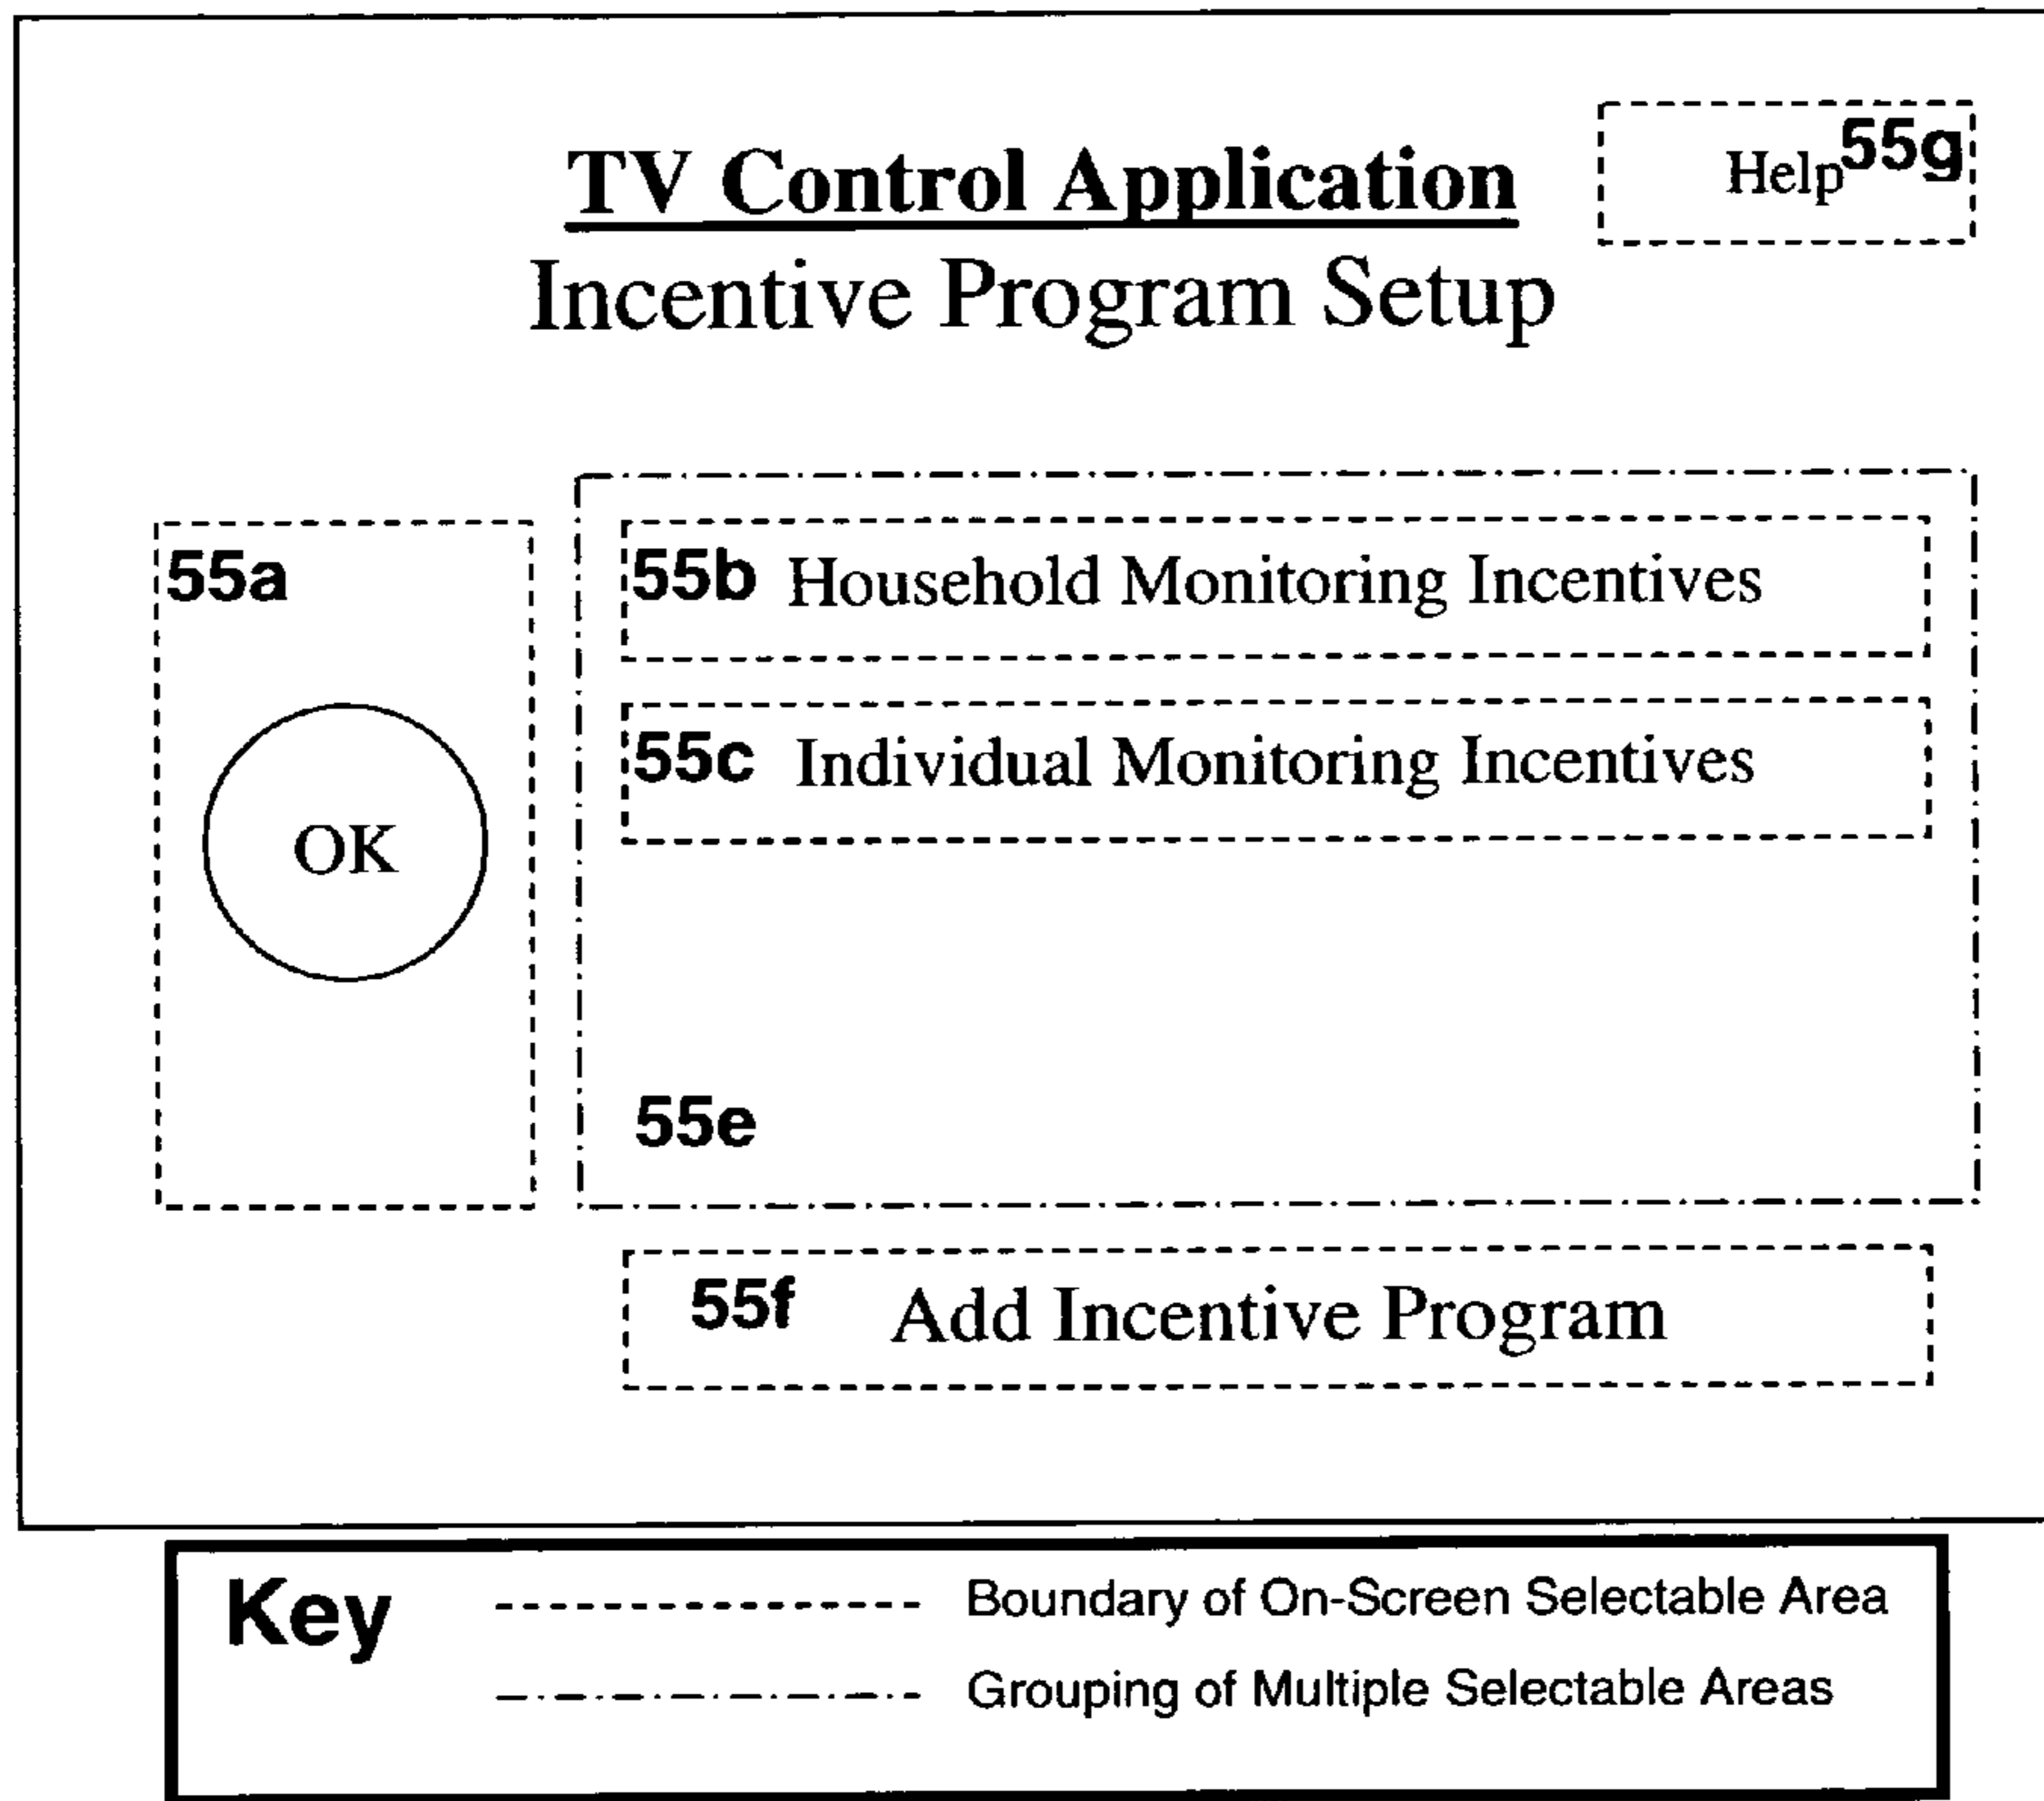 TV Control Application
Help 55g
Incentive Program Setup
55a
OK
55b Household Monitoring Incentives
55c Individual Monitoring Incentives
55e
55f Add Incentive Program
Key
Boundary of On-Screen Selectable Area
Grouping of Multiple Selectable Areas